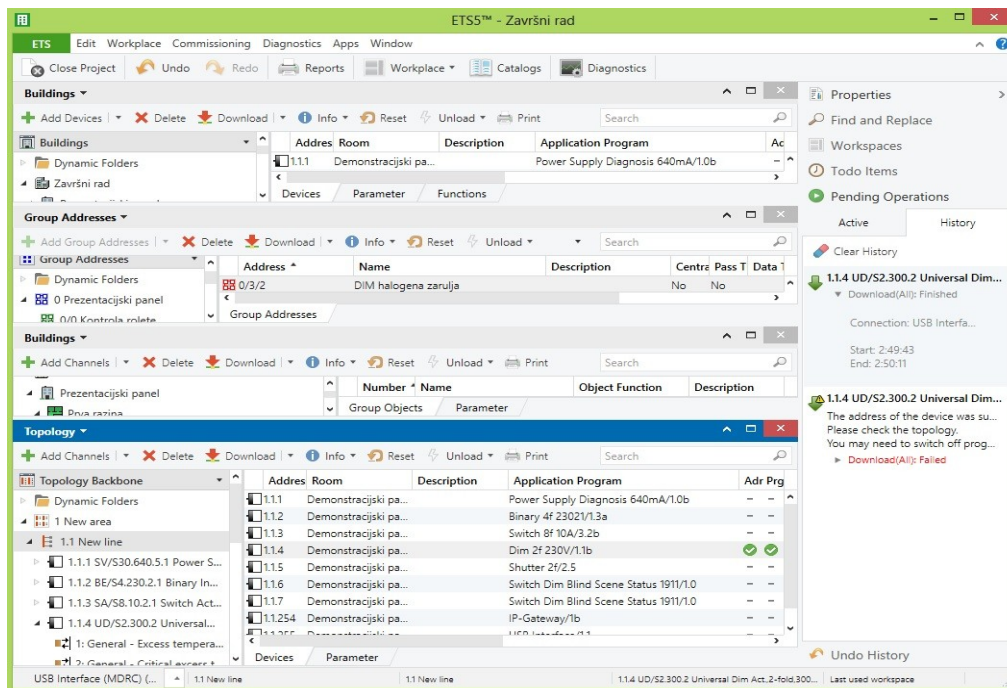 ETS5™ - Završni rad
ETS Edit Workplace Commissioning Diagnostics Apps Window
Close Project Undo Redo Reports Workplace Catalogs Diagnostics
Buildings
Add Devices Delete Download Info Reset Unload Print Search
Buildings
Dynamic Folders
Završni rad
Addres Room Description Application Program Ac
1.1.1 Demonstracijski pa... Power Supply Diagnosis 640mA/1.0b –
Devices Parameter Functions
Group Addresses
Add Group Addresses Delete Download Info Reset Unload Search
Group Addresses
Dynamic Folders
0 Prezentacijski panel
0/0 Kontrola rolete
Address Name Description Centra Pass T Data T
0/3/2 DIM halogena zarulja No No
Group Addresses
Buildings
Add Channels Delete Download Info Reset Unload Print Search
Prezentacijski panel
Prva razina
Number Name Object Function Description
Group Objects Parameter
Topology
Add Channels Delete Download Info Reset Unload Print Search
Topology Backbone
Dynamic Folders
1 New area
1.1 New line
1.1.1 SV/S30.640.5.1 Power S...
1.1.2 BE/S4.230.2.1 Binary In...
1.1.3 SA/S8.10.2.1 Switch Act...
1.1.4 UD/S2.300.2 Universal...
1: General - Excess tempera...
2: General - Critical excess t...
Addres Room Description Application Program Adr Prg
1.1.1 Demonstracijski pa... Power Supply Diagnosis 640mA/1.0b – –
1.1.2 Demonstracijski pa... Binary 4f 23021/1.3a – –
1.1.3 Demonstracijski pa... Switch 8f 10A/3.2b – –
1.1.4 Demonstracijski pa... Dim 2f 230V/1.1b
1.1.5 Demonstracijski pa... Shutter 2f/2.5 – –
1.1.6 Demonstracijski pa... Switch Dim Blind Scene Status 1911/1.0 – –
1.1.7 Demonstracijski pa... Switch Dim Blind Scene Status 1911/1.0 – –
1.1.254 Demonstracijski pa... IP-Gateway/1b – –
1.1.255 Demonstracijski pa... USB Interface/1.1
Devices Parameter
Properties
Find and Replace
Workspaces
Todo Items
Pending Operations
Active History
Clear History
1.1.4 UD/S2.300.2 Universal Dim...
Download(All): Finished
Connection: USB Interfa...
Start: 2:49:43
End: 2:50:11
1.1.4 UD/S2.300.2 Universal Dim...
The address of the device was su...
Please check the topology.
You may need to switch off prog...
Download(All): Failed
Undo History
USB Interface (MDRC) (... 1.1 New line 1.1 New line 1.1.4 UD/S2.300.2 Universal Dim Act.,2-fold,300... Last used workspace